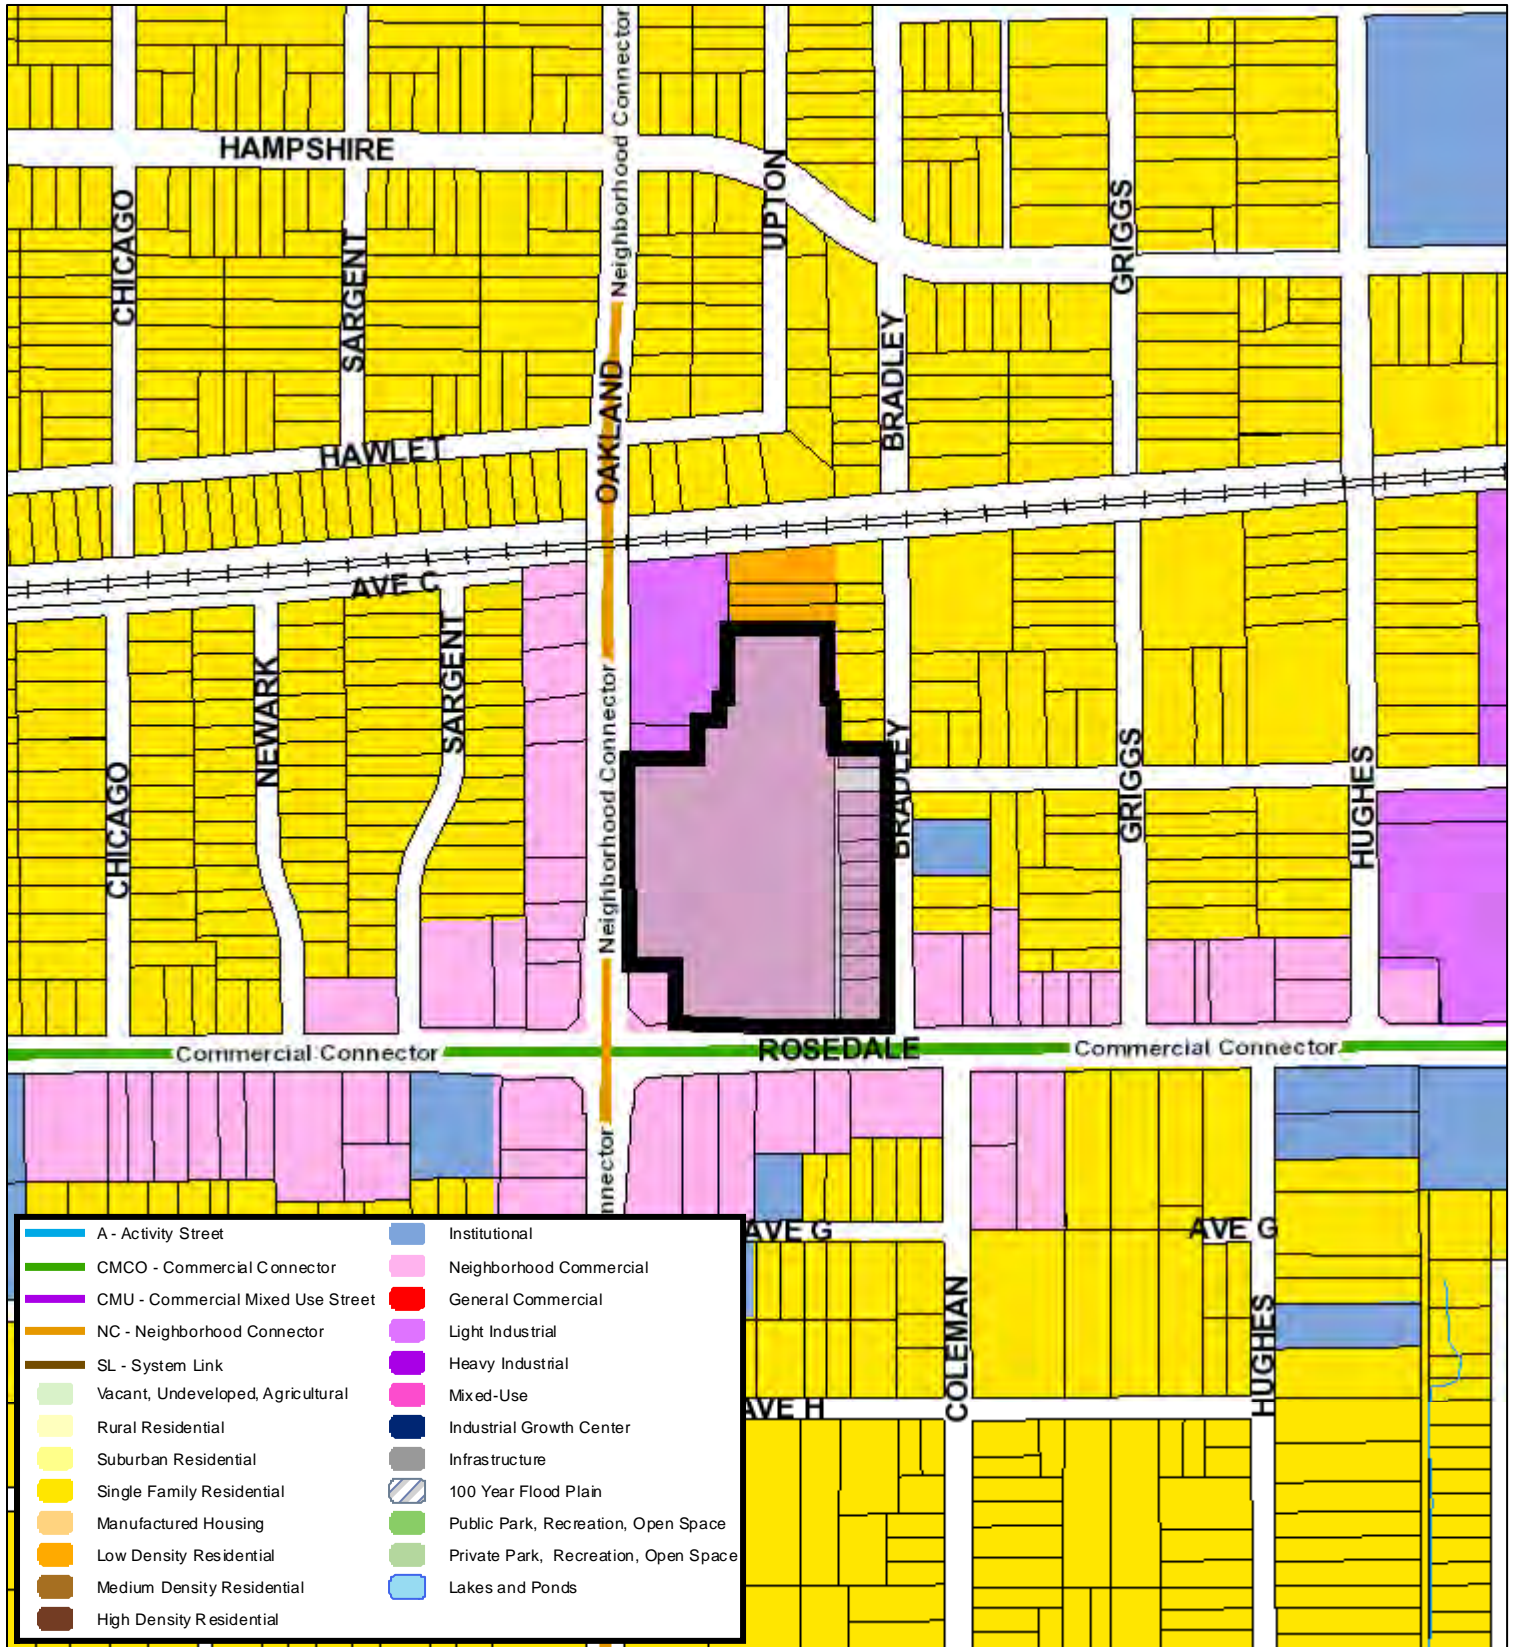 Neighborhood Connector
HAMPSHIRE
UPTON
CHICAGO
SARGENT
GRIGGS
BRADLEY
OAKLAND
HAWLET
AVE C
NEWARK
SARGENT
CHICAGO
Neighborhood Connector
BRADLEY
GRIGGS
HUGHES
Commercial Connector
ROSEDALE
Commercial Connector
nnector
AVE G
AVE G
COLEMAN
HUGHES
AVE H
A - Activity Street
CMCO - Commercial Connector
CMU - Commercial Mixed Use Street
NC - Neighborhood Connector
SL - System Link
Vacant, Undeveloped, Agricultural
Rural Residential
Suburban Residential
Single Family Residential
Manufactured Housing
Low Density Residential
Medium Density Residential
High Density Residential
Institutional
Neighborhood Commercial
General Commercial
Light Industrial
Heavy Industrial
Mixed-Use
Industrial Growth Center
Infrastructure
100 Year Flood Plain
Public Park, Recreation, Open Space
Private Park, Recreation, Open Space
Lakes and Ponds